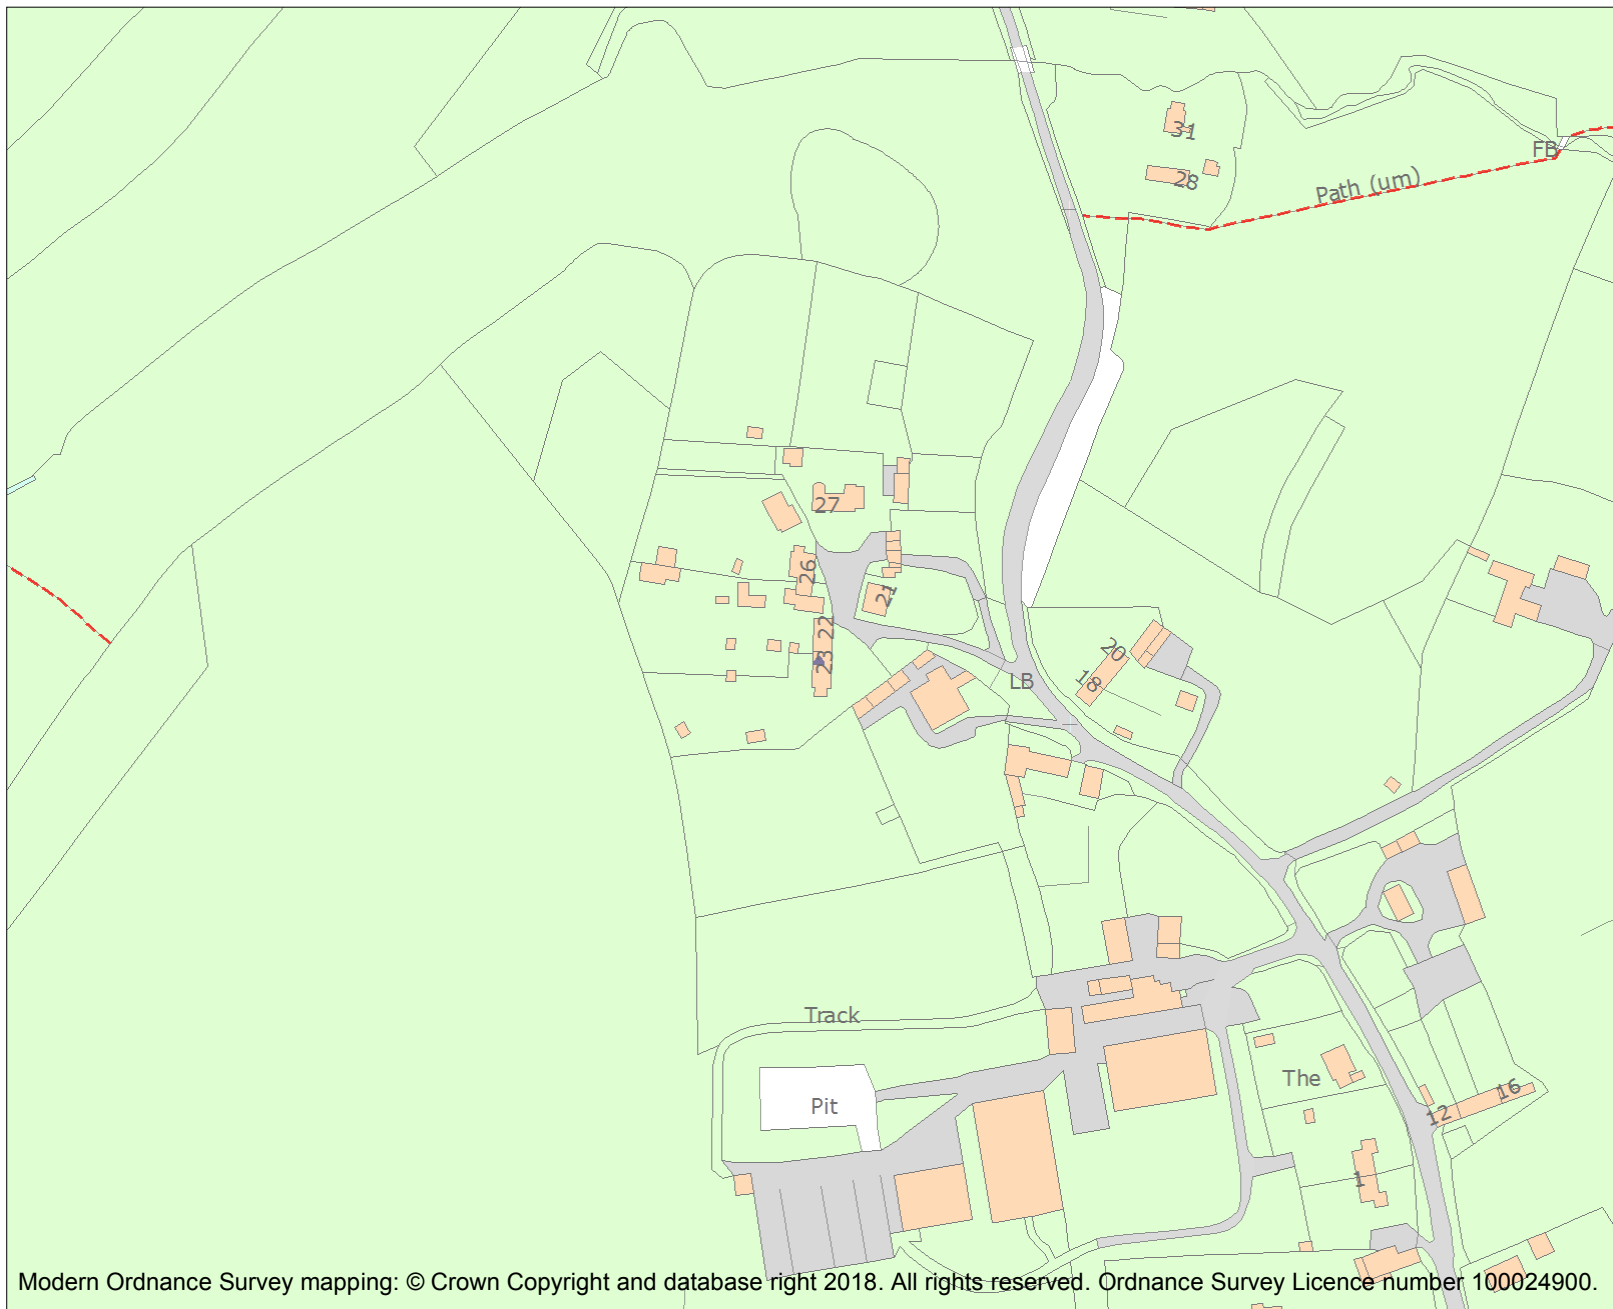 31
FB
28
Path (um)
27
26
21
22
20
23
18
LB
Track
The
Pit
16
12
1
Modern Ordnance Survey mapping: © Crown Copyright and database right 2018. All rights reserved. Ordnance Survey Licence number 100024900.